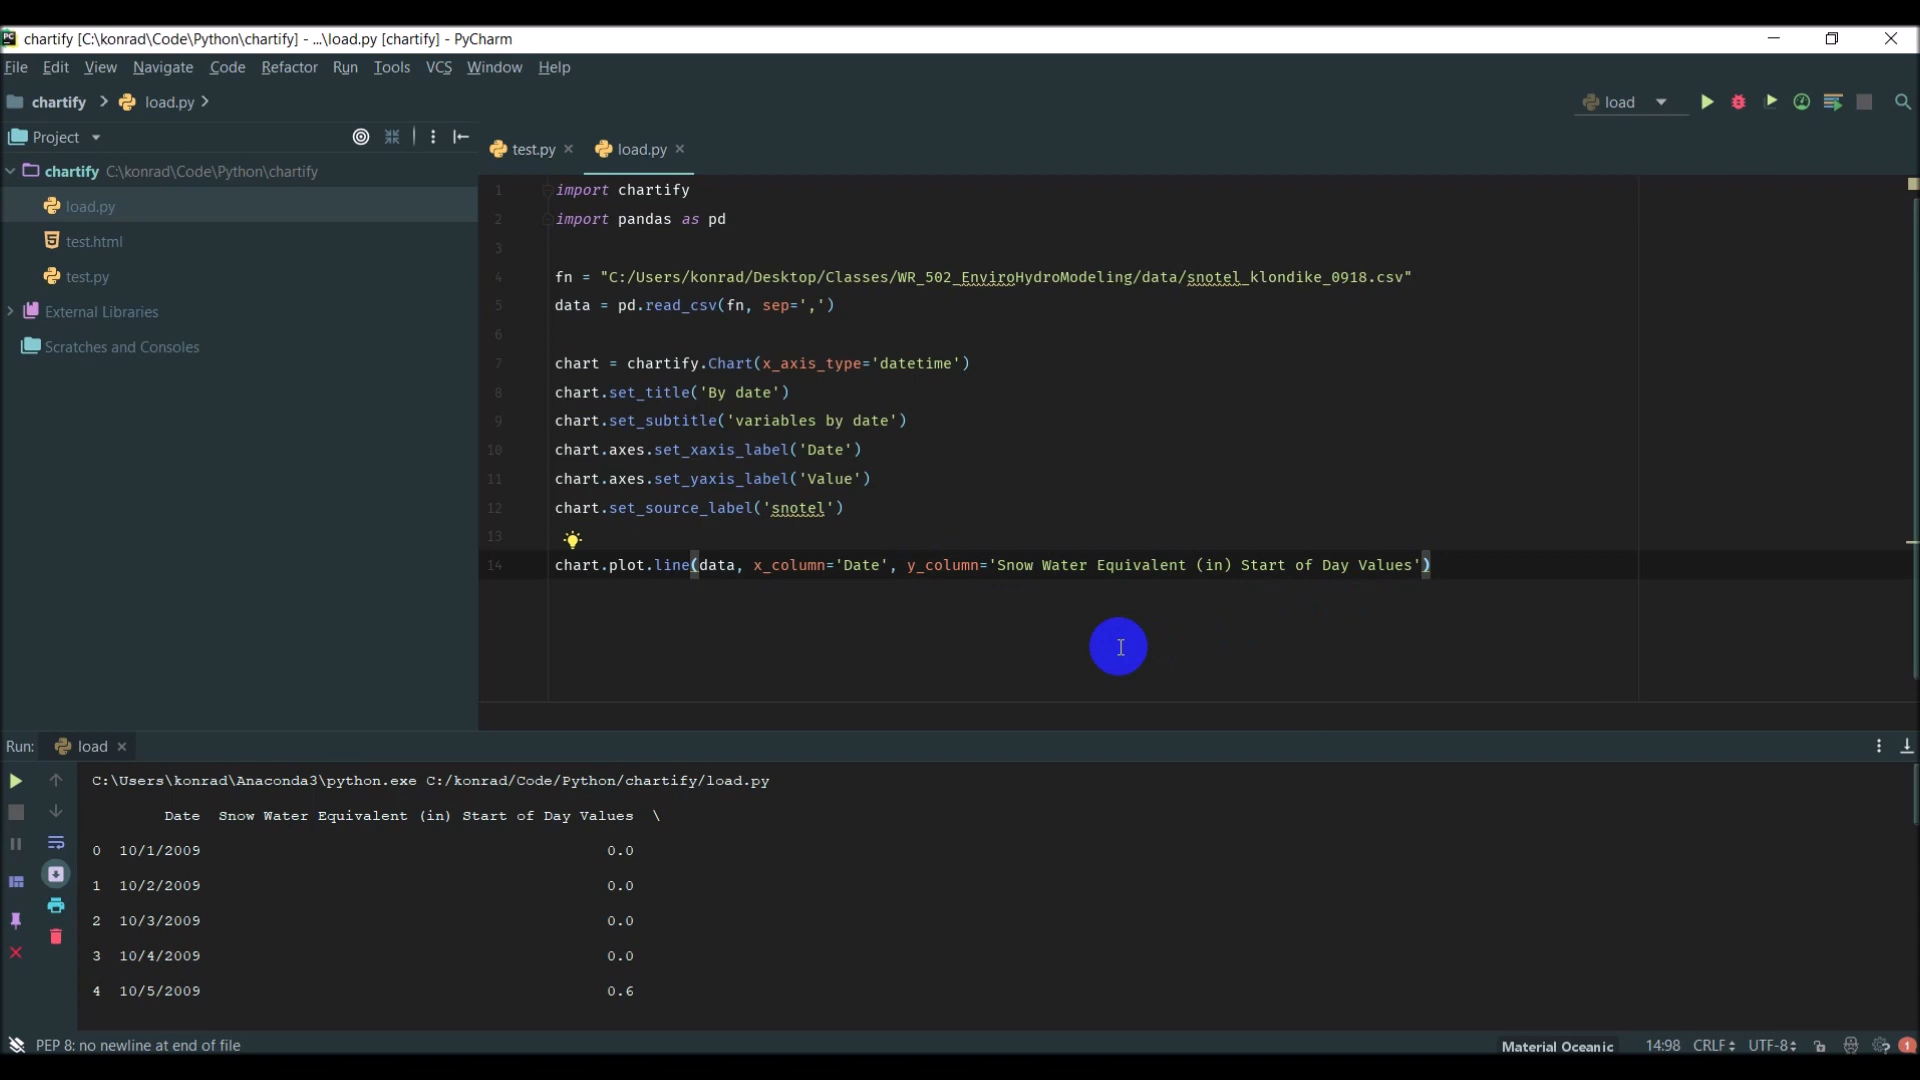 chartify [C:\konrad\Code\Python\chartify] - ...\load.py [chartify] - PyCharm
File Edit View Navigate Code Refactor Run Tools VCS Window Help
chartify load.py load
Project
test.py load.py
chartify C:\konrad\Code\Python\chartify
load.py
test.html
test.py
External Libraries
Scratches and Consoles
1 import chartify
2 import pandas as pd
3
4 fn = "C:/Users/konrad/Desktop/Classes/WR_502_EnviroHydroModeling/data/snotel_klondike_0918.csv"
5 data = pd.read_csv(fn, sep=',')
6
7 chart = chartify.Chart(x_axis_type='datetime')
8 chart.set_title('By date')
9 chart.set_subtitle('variables by date')
10 chart.axes.set_xaxis_label('Date')
11 chart.axes.set_yaxis_label('Value')
12 chart.set_source_label('snotel')
13
14 chart.plot.line(data, x_column='Date', y_column='Snow Water Equivalent (in) Start of Day Values')
Run: load
C:\Users\konrad\Anaconda3\python.exe C:/konrad/Code/Python/chartify/load.py
Date Snow Water Equivalent (in) Start of Day Values \
0 10/1/2009 0.0
1 10/2/2009 0.0
2 10/3/2009 0.0
3 10/4/2009 0.0
4 10/5/2009 0.6
PEP 8: no newline at end of file
Material Oceanic 14:98 CRLF UTF-8 1